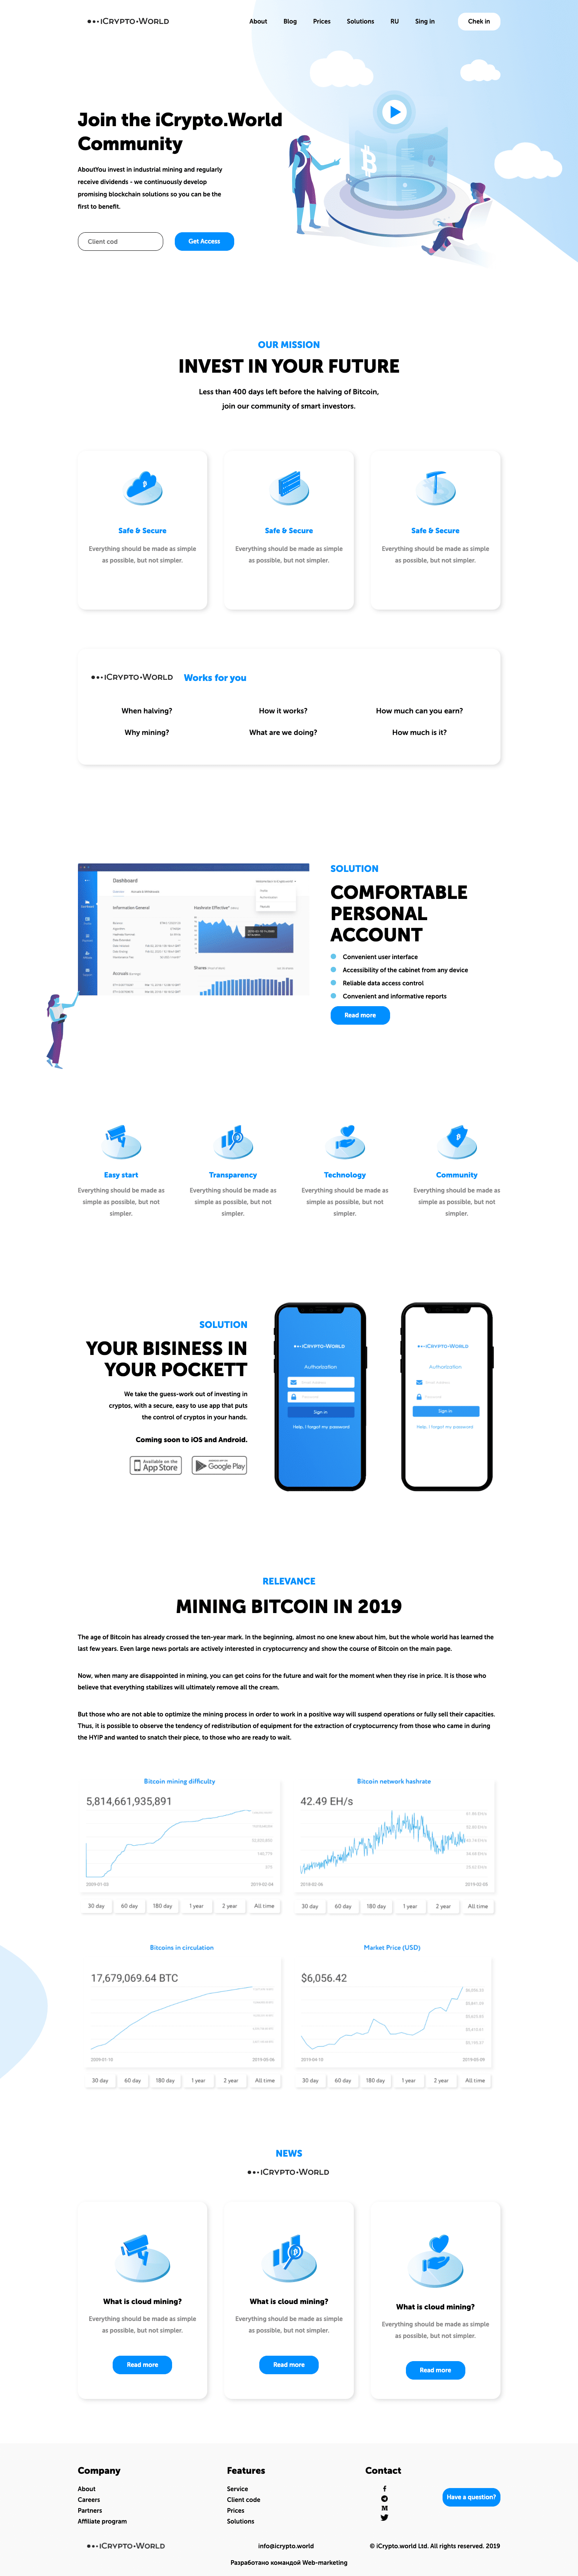 iCRYPTO•WORLD
About Blog Prices Solutions RU Sing in Chek in
Join the iCrypto.World
Community
AboutYou invest in industrial mining and regularly
receive dividends - we continuously develop
promising blockchain solutions so you can be the
first to benefit.
Client cod
Get Access
OUR MISSION
INVEST IN YOUR FUTURE
Less than 400 days left before the halving of Bitcoin,
join our community of smart investors.
Safe & Secure
Everything should be made as simple
as possible, but not simpler.
Safe & Secure
Everything should be made as simple
as possible, but not simpler.
Safe & Secure
Everything should be made as simple
as possible, but not simpler.
iCRYPTO•WORLD Works for you
When halving? How it works? How much can you earn?
Why mining? What are we doing? How much is it?
Dashboard
Information General
Hashrate Effective
Accruals
Shares
SOLUTION
COMFORTABLE
PERSONAL
ACCOUNT
Convenient user interface
Accessibility of the cabinet from any device
Reliable data access control
Convenient and informative reports
Read more
Easy start
Everything should be made as
simple as possible, but not
simpler.
Transparency
Everything should be made as
simple as possible, but not
simpler.
Technology
Everything should be made as
simple as possible, but not
simpler.
Community
Everything should be made as
simple as possible, but not
simpler.
SOLUTION
YOUR BISINESS IN
YOUR POCKETT
We take the guess-work out of investing in
cryptos, with a secure, easy to use app that puts
the control of cryptos in your hands.
Coming soon to iOS and Android.
Available on the
App Store
Google Play
iCRYPTO•WORLD
Authorization
Sign in
Help, I forgot my password
iCRYPTO•WORLD
Authorization
Sign in
Help, I forgot my password
RELEVANCE
MINING BITCOIN IN 2019
The age of Bitcoin has already crossed the ten-year mark. In the beginning, almost no one knew about him, but the whole world has learned the
last few years. Even large news portals are actively interested in cryptocurrency and show the course of Bitcoin on the main page.
Now, when many are disappointed in mining, you can get coins for the future and wait for the moment when they rise in price. It is those who
believe that everything stabilizes will ultimately remove all the cream.
But those who are not able to optimize the mining process in order to work in a positive way will suspend operations or fully sell their capacities.
Thus, it is possible to observe the tendency of redistribution of equipment for the extraction of cryptocurrency from those who came in during
the HYIP and wanted to snatch their piece, to those who are ready to wait.
Bitcoin mining difficulty
5,814,661,935,891
2009-01-03 2019-02-04
30 day 60 day 180 day 1 year 2 year All time
Bitcoin network hashrate
42.49 EH/s
2018-02-06 2019-02-05
30 day 60 day 180 day 1 year 2 year All time
Bitcoins in circulation
17,679,069.64 BTC
2009-01-10 2019-05-06
30 day 60 day 180 day 1 year 2 year All time
Market Price (USD)
$6,056.42
2019-04-10 2019-05-09
30 day 60 day 180 day 1 year 2 year All time
NEWS
iCRYPTO•WORLD
What is cloud mining?
Everything should be made as simple
as possible, but not simpler.
Read more
What is cloud mining?
Everything should be made as simple
as possible, but not simpler.
Read more
What is cloud mining?
Everything should be made as simple
as possible, but not simpler.
Read more
Company
About
Careers
Partners
Affiliate program
Features
Service
Client code
Prices
Solutions
Contact
Have a question?
iCRYPTO•WORLD
info@icrypto.world
© iCrypto.world Ltd. All rights reserved. 2019
Разработано командой Web-marketing